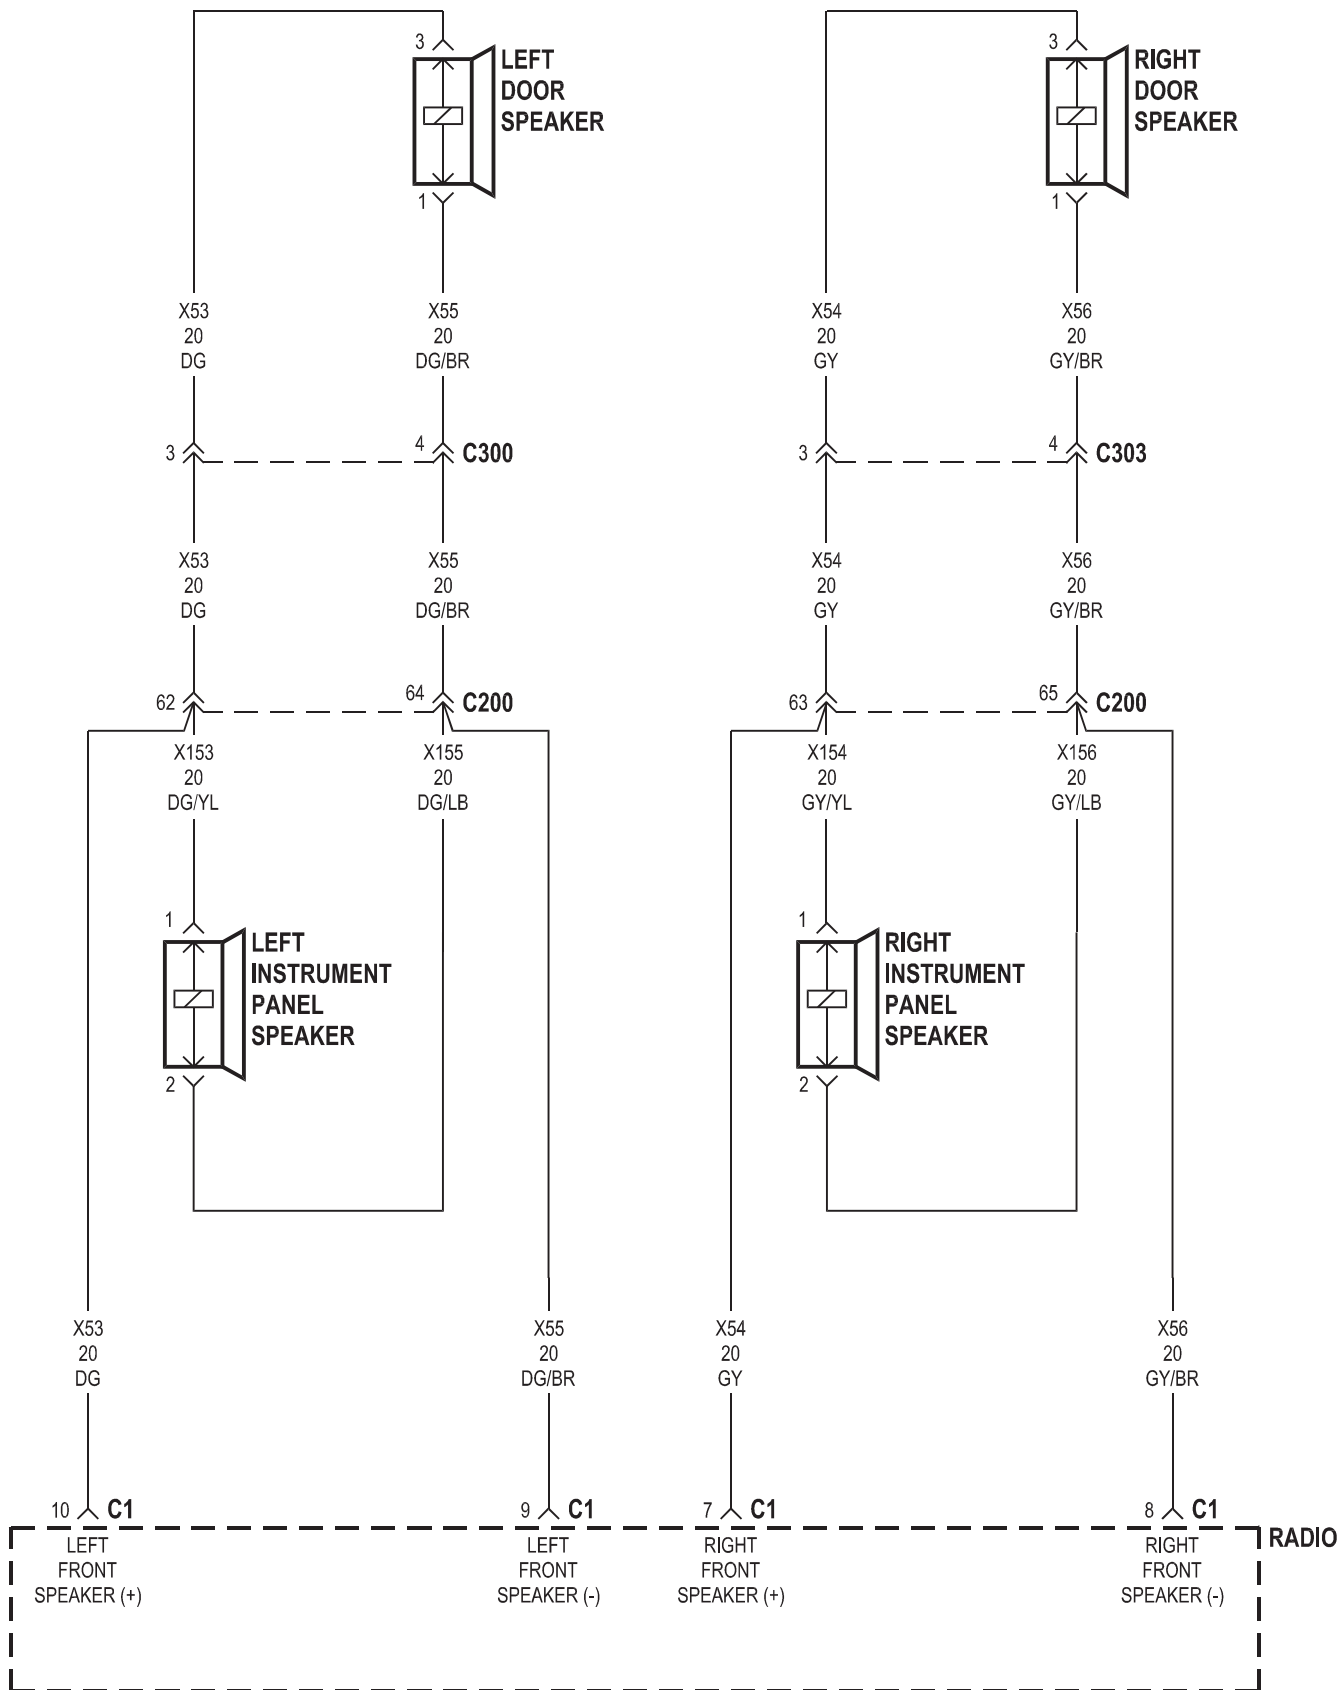 3
LEFT
DOOR
SPEAKER
1
3
RIGHT
DOOR
SPEAKER
1
X53
20
DG
X55
20
DG/BR
X54
20
GY
X56
20
GY/BR
3
4
C300
3
4
C303
X53
20
DG
X55
20
DG/BR
X54
20
GY
X56
20
GY/BR
62
64
C200
63
65
C200
X153
20
DG/YL
X155
20
DG/LB
X154
20
GY/YL
X156
20
GY/LB
1
LEFT
INSTRUMENT
PANEL
SPEAKER
2
1
RIGHT
INSTRUMENT
PANEL
SPEAKER
2
X53
20
DG
X55
20
DG/BR
X54
20
GY
X56
20
GY/BR
10
C1
9
C1
7
C1
8
C1
RADIO
LEFT
FRONT
SPEAKER (+)
LEFT
FRONT
SPEAKER (-)
RIGHT
FRONT
SPEAKER (+)
RIGHT
FRONT
SPEAKER (-)